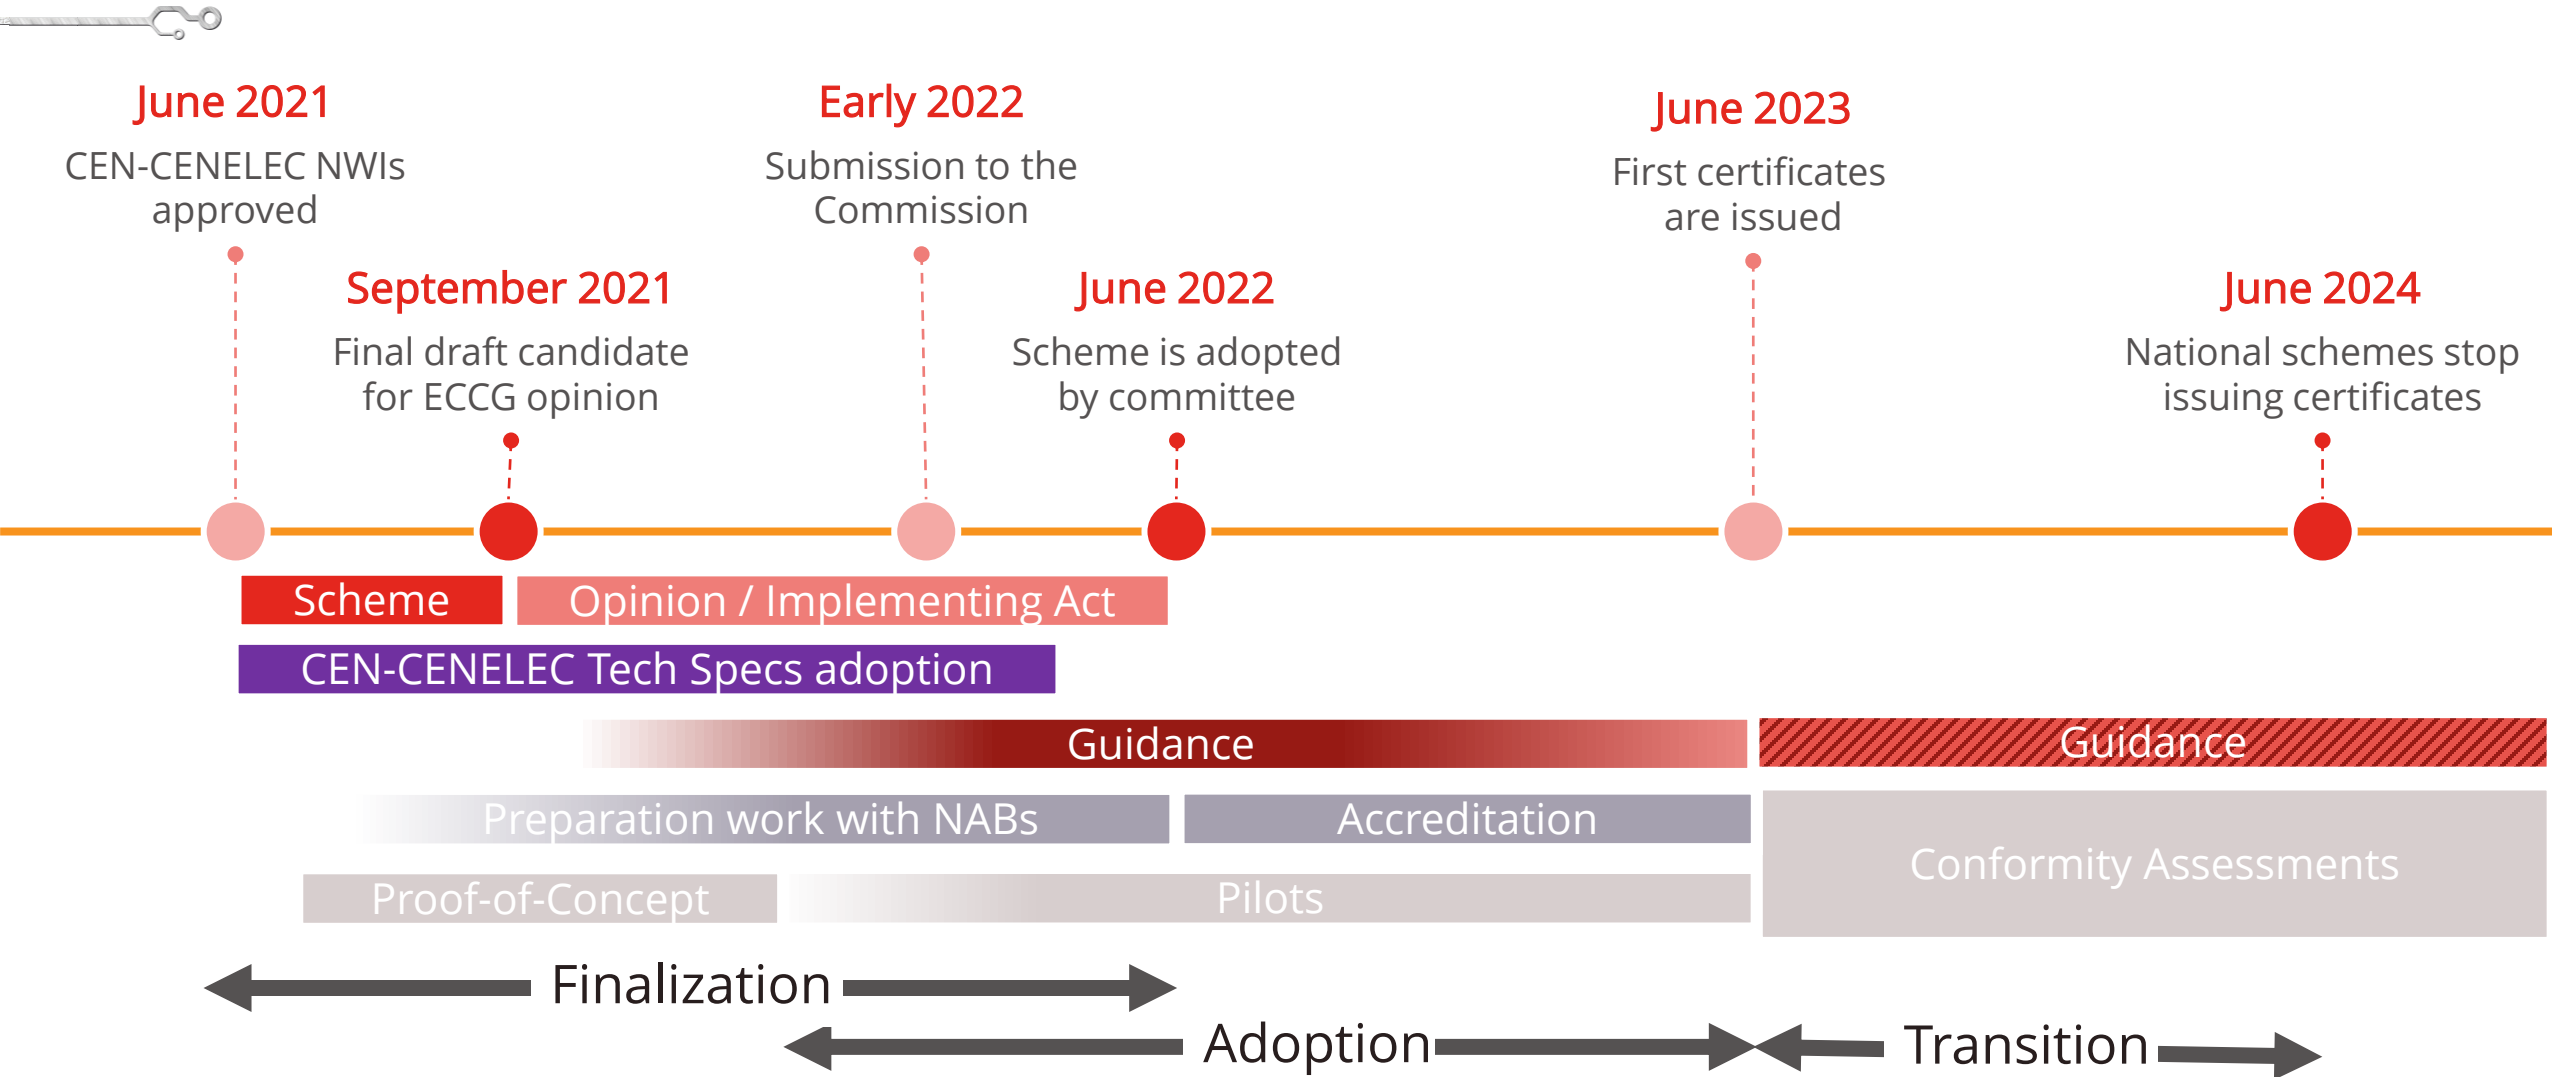 June 2021
CEN-CENELEC NWIs
approved
September 2021
Final draft candidate
for ECCG opinion
Early 2022
Submission to the
Commission
June 2022
Scheme is adopted
by committee
June 2023
First certificates
are issued
June 2024
National schemes stop
issuing certificates
Scheme
Opinion / Implementing Act
CEN-CENELEC Tech Specs adoption
Guidance
Guidance
Preparation work with NABs
Accreditation
Conformity Assessments
Proof-of-Concept
Pilots
Finalization
Adoption
Transition